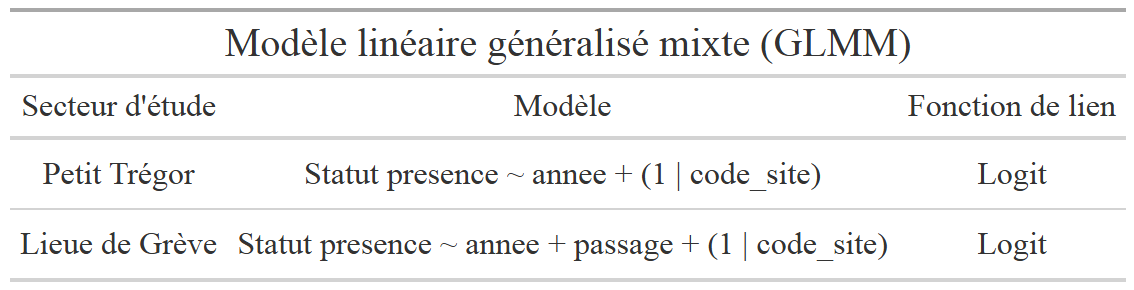 Modèle linéaire généralisé mixte (GLMM)
Secteur d'étude Modèle Fonction de lien
Petit Trégor Statut presence ~ annee + (1 | code_site) Logit
Lieue de Grève Statut presence ~ annee + passage + (1 | code_site) Logit